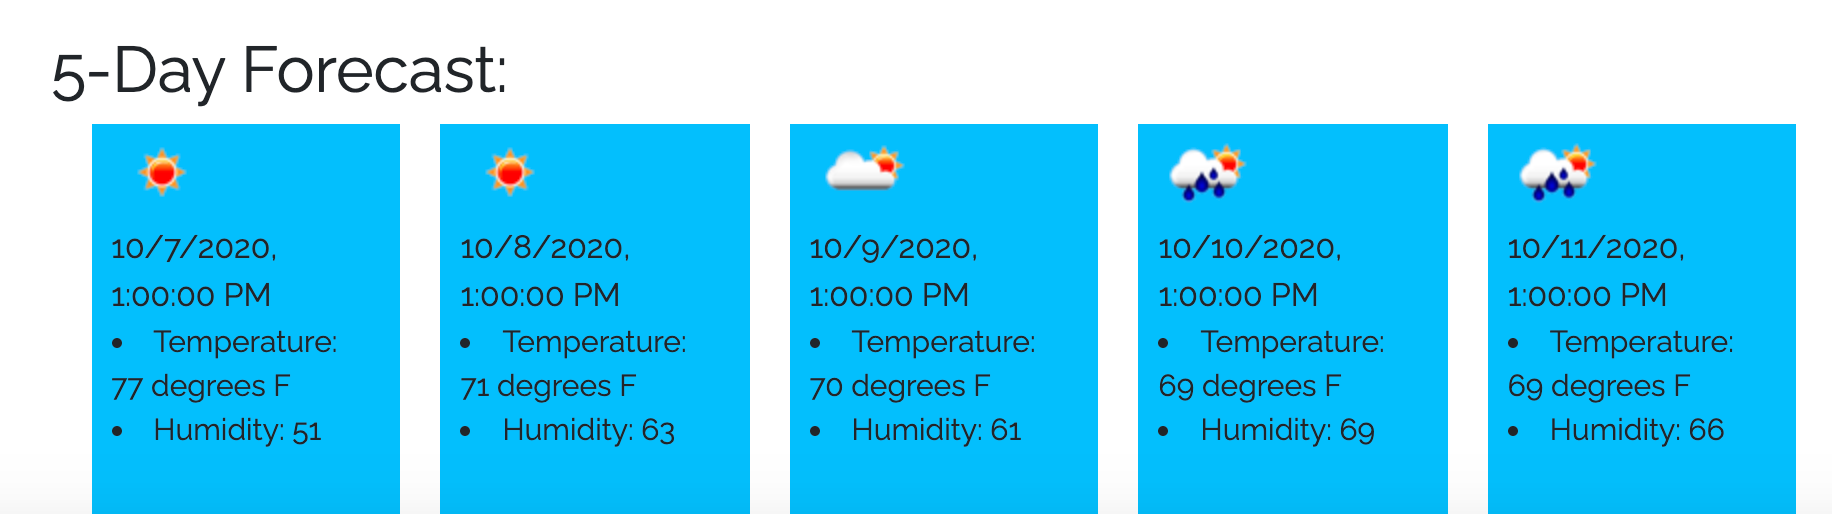 5-Day Forecast:
10/7/2020,
1:00:00 PM
• Temperature:
77 degrees F
• Humidity: 51
10/8/2020,
1:00:00 PM
• Temperature:
71 degrees F
• Humidity: 63
10/9/2020,
1:00:00 PM
• Temperature:
70 degrees F
• Humidity: 61
10/10/2020,
1:00:00 PM
• Temperature:
69 degrees F
• Humidity: 69
10/11/2020,
1:00:00 PM
• Temperature:
69 degrees F
• Humidity: 66